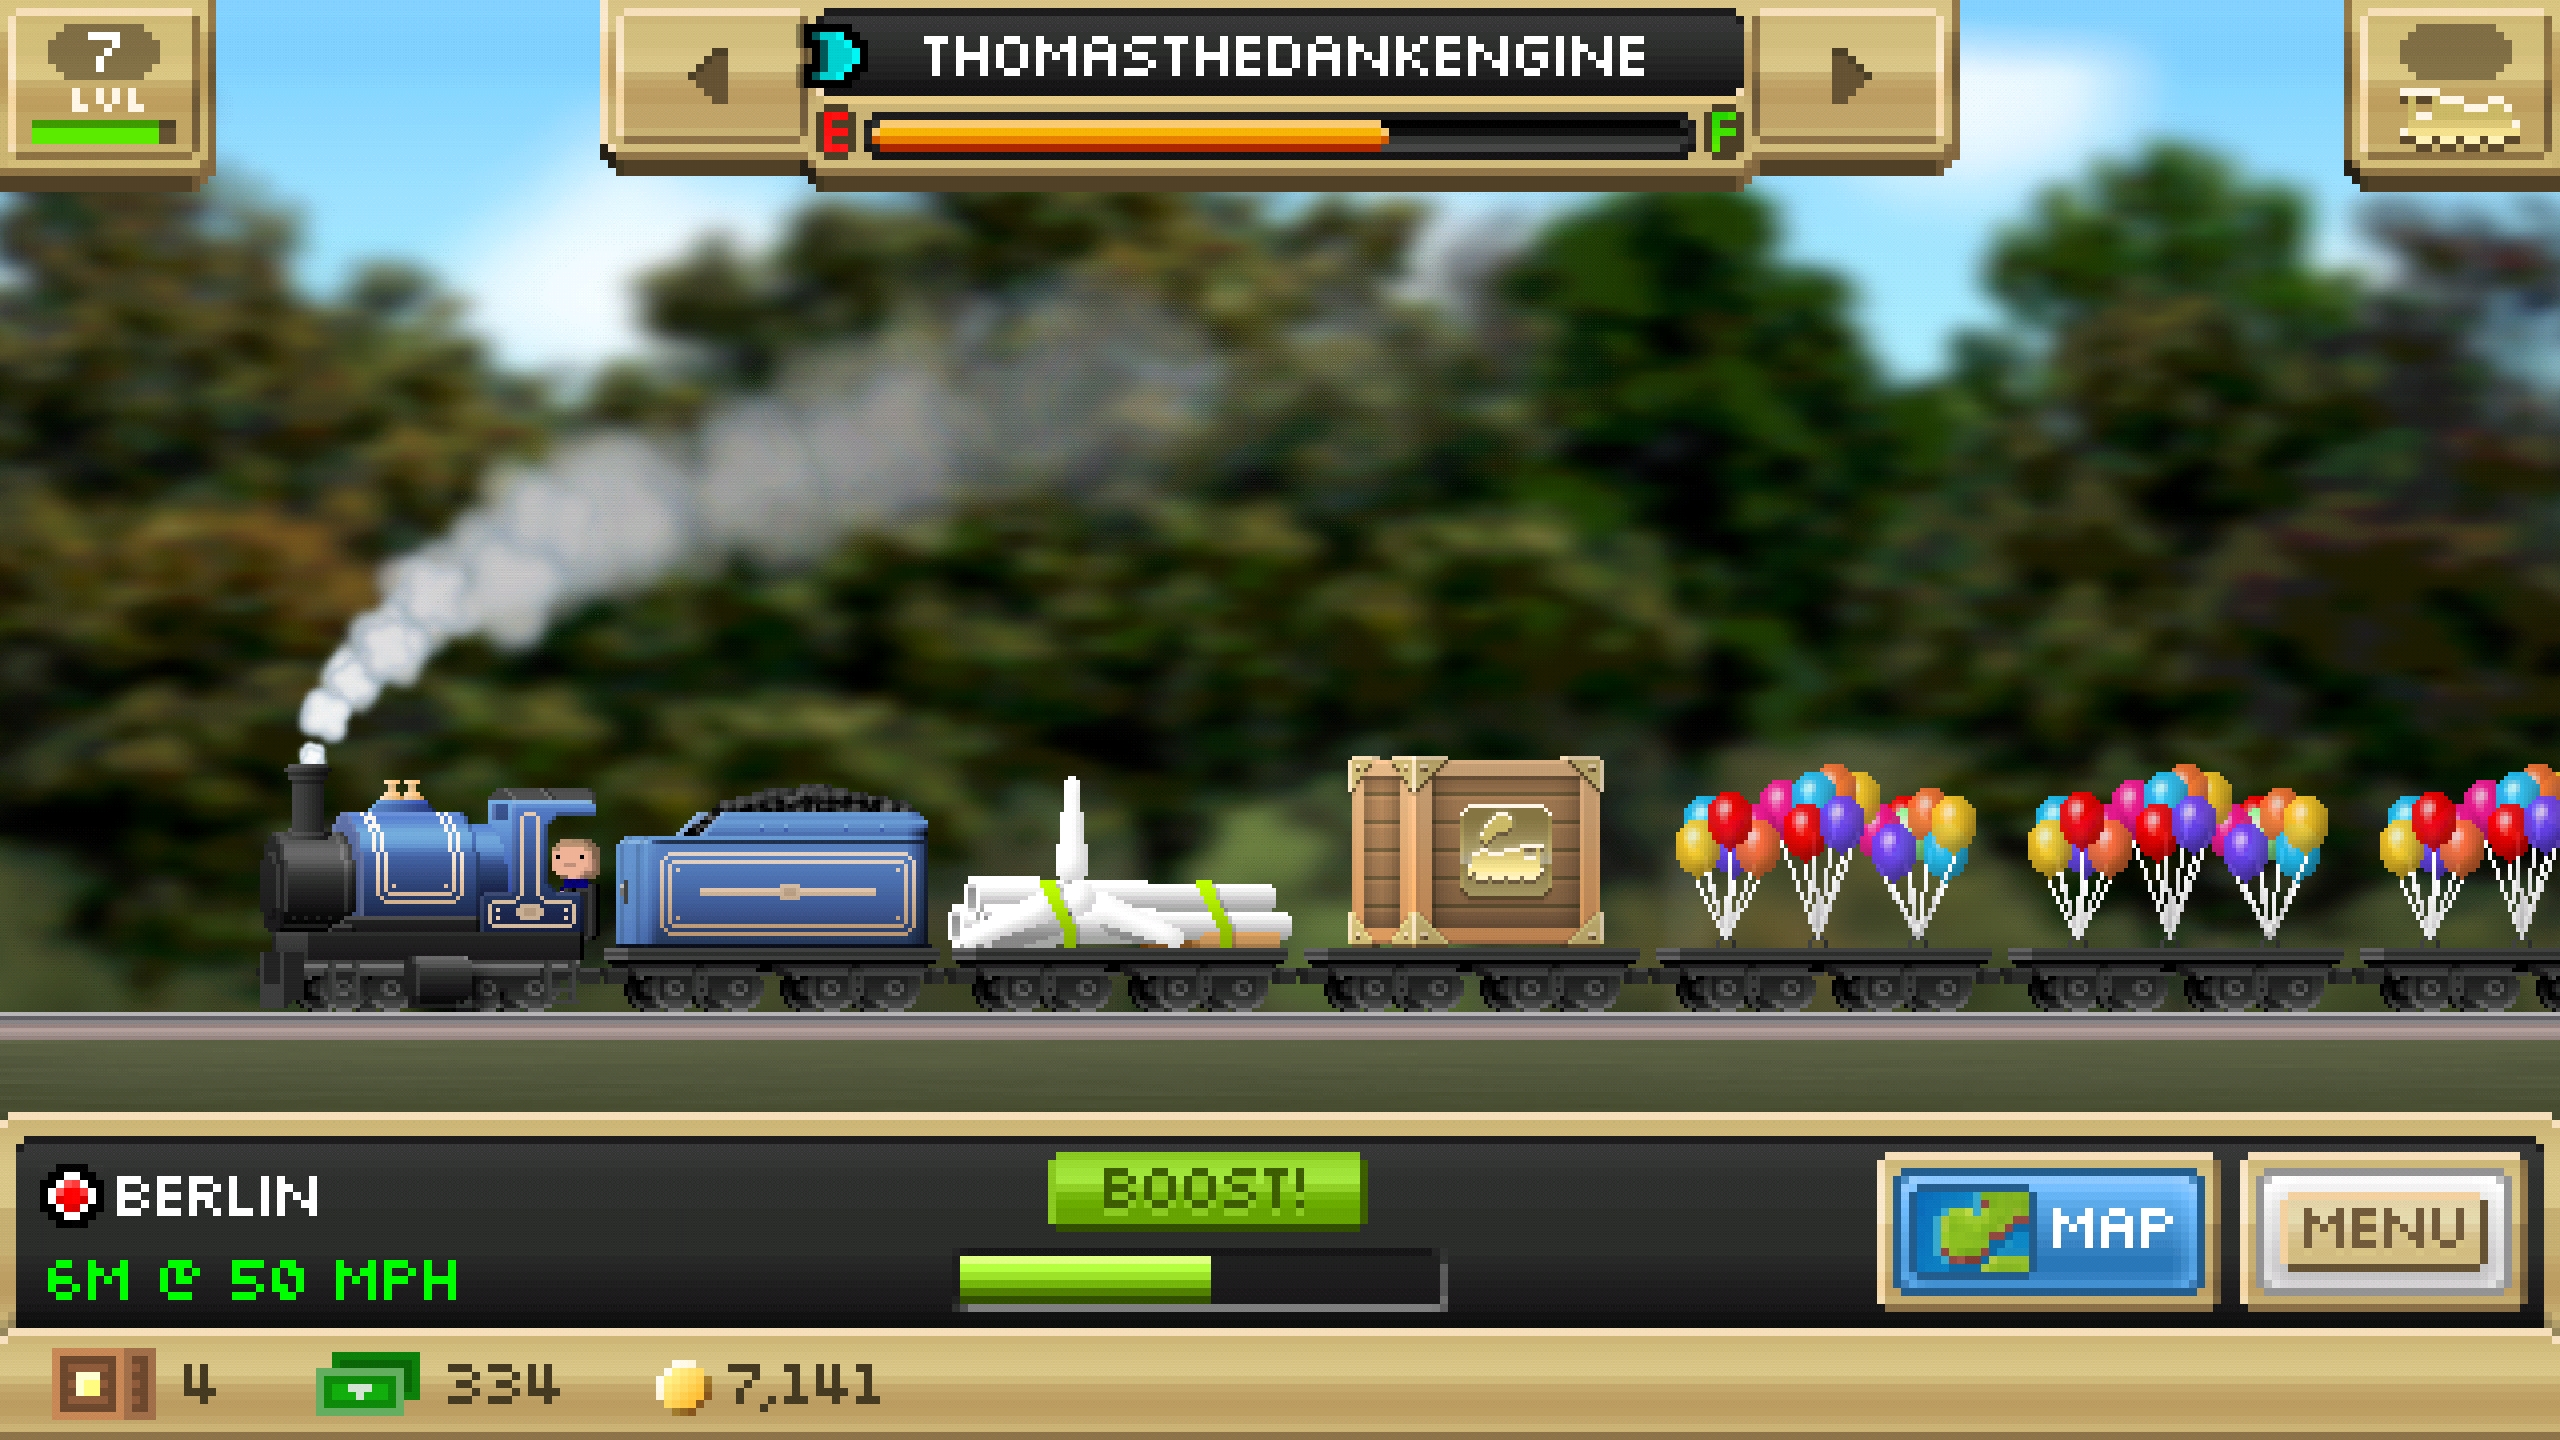 7
LVL
THOMASTHEDANKENGINE
E F
BERLIN
6M @ 50 MPH
BOOST!
MAP
MENU
4 334 7,141